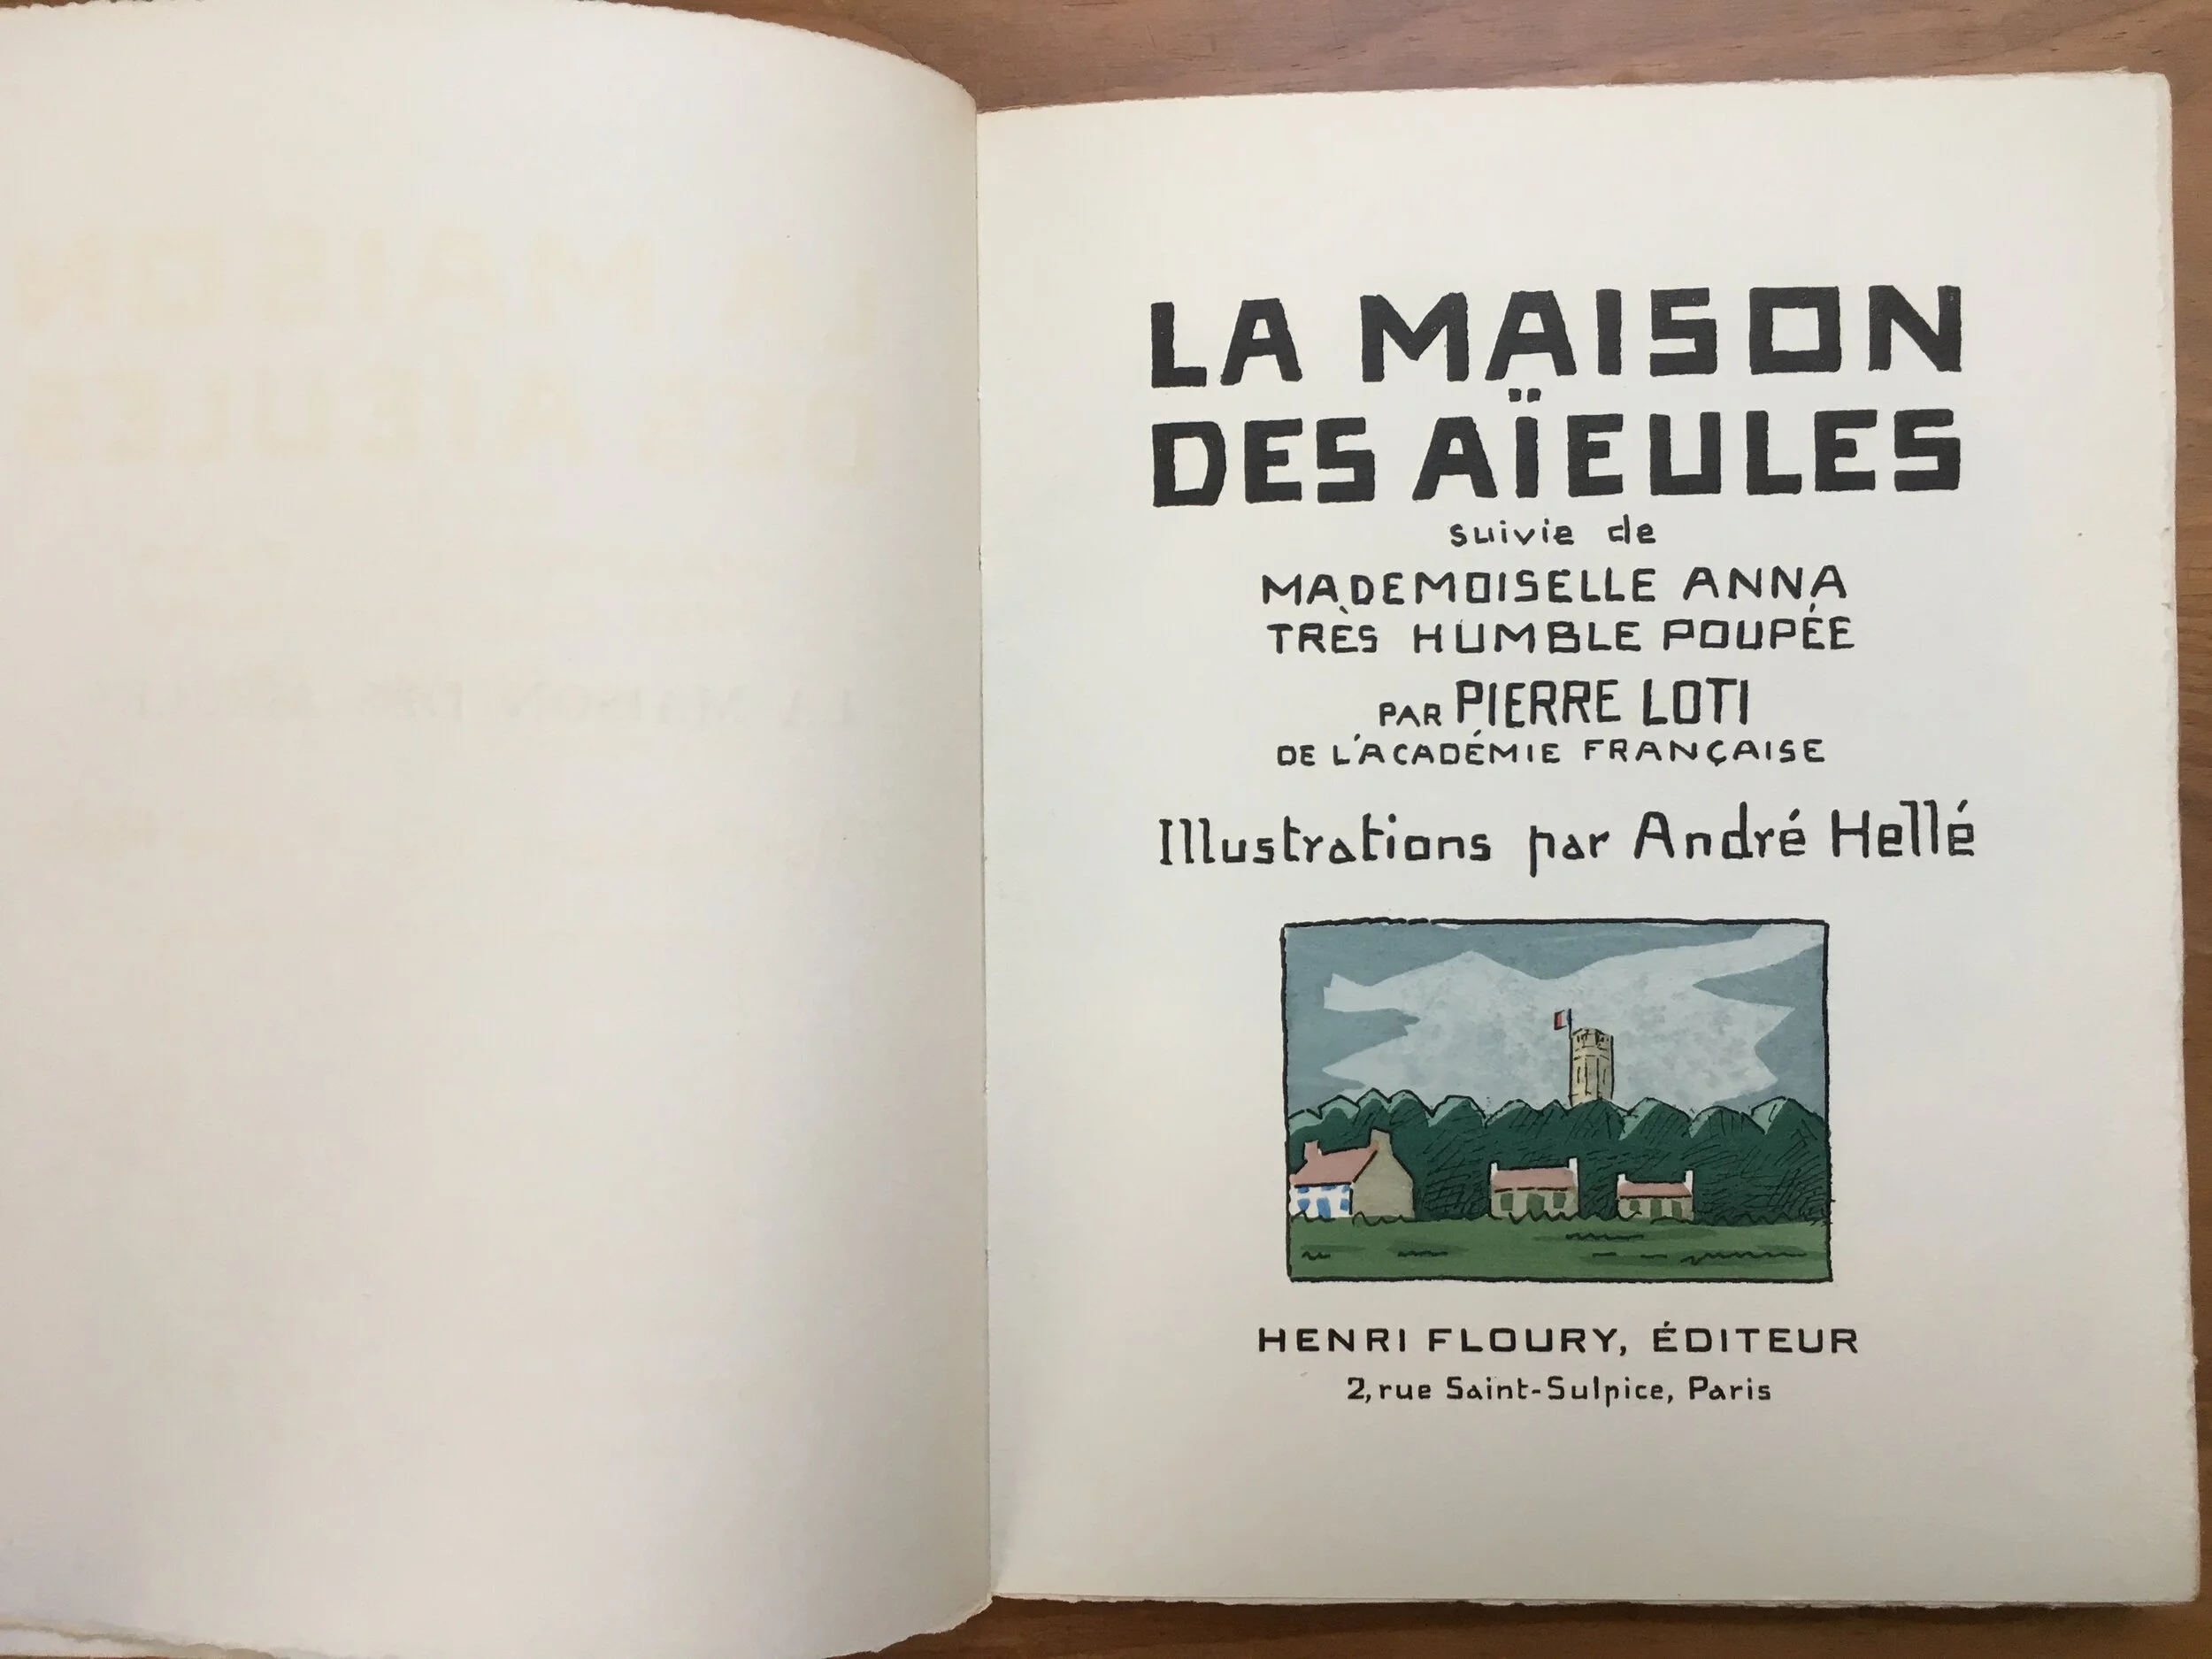 LA MAISON
DES AÏEULES
suivie de
MADEMOISELLE ANNA
TRÈS HUMBLE POUPÉE
PAR PIERRE LOTI
DE L'ACADÉMIE FRANÇAISE
Illustrations par André Hellé
HENRI FLOURY, ÉDITEUR
2, rue Saint-Sulpice, Paris